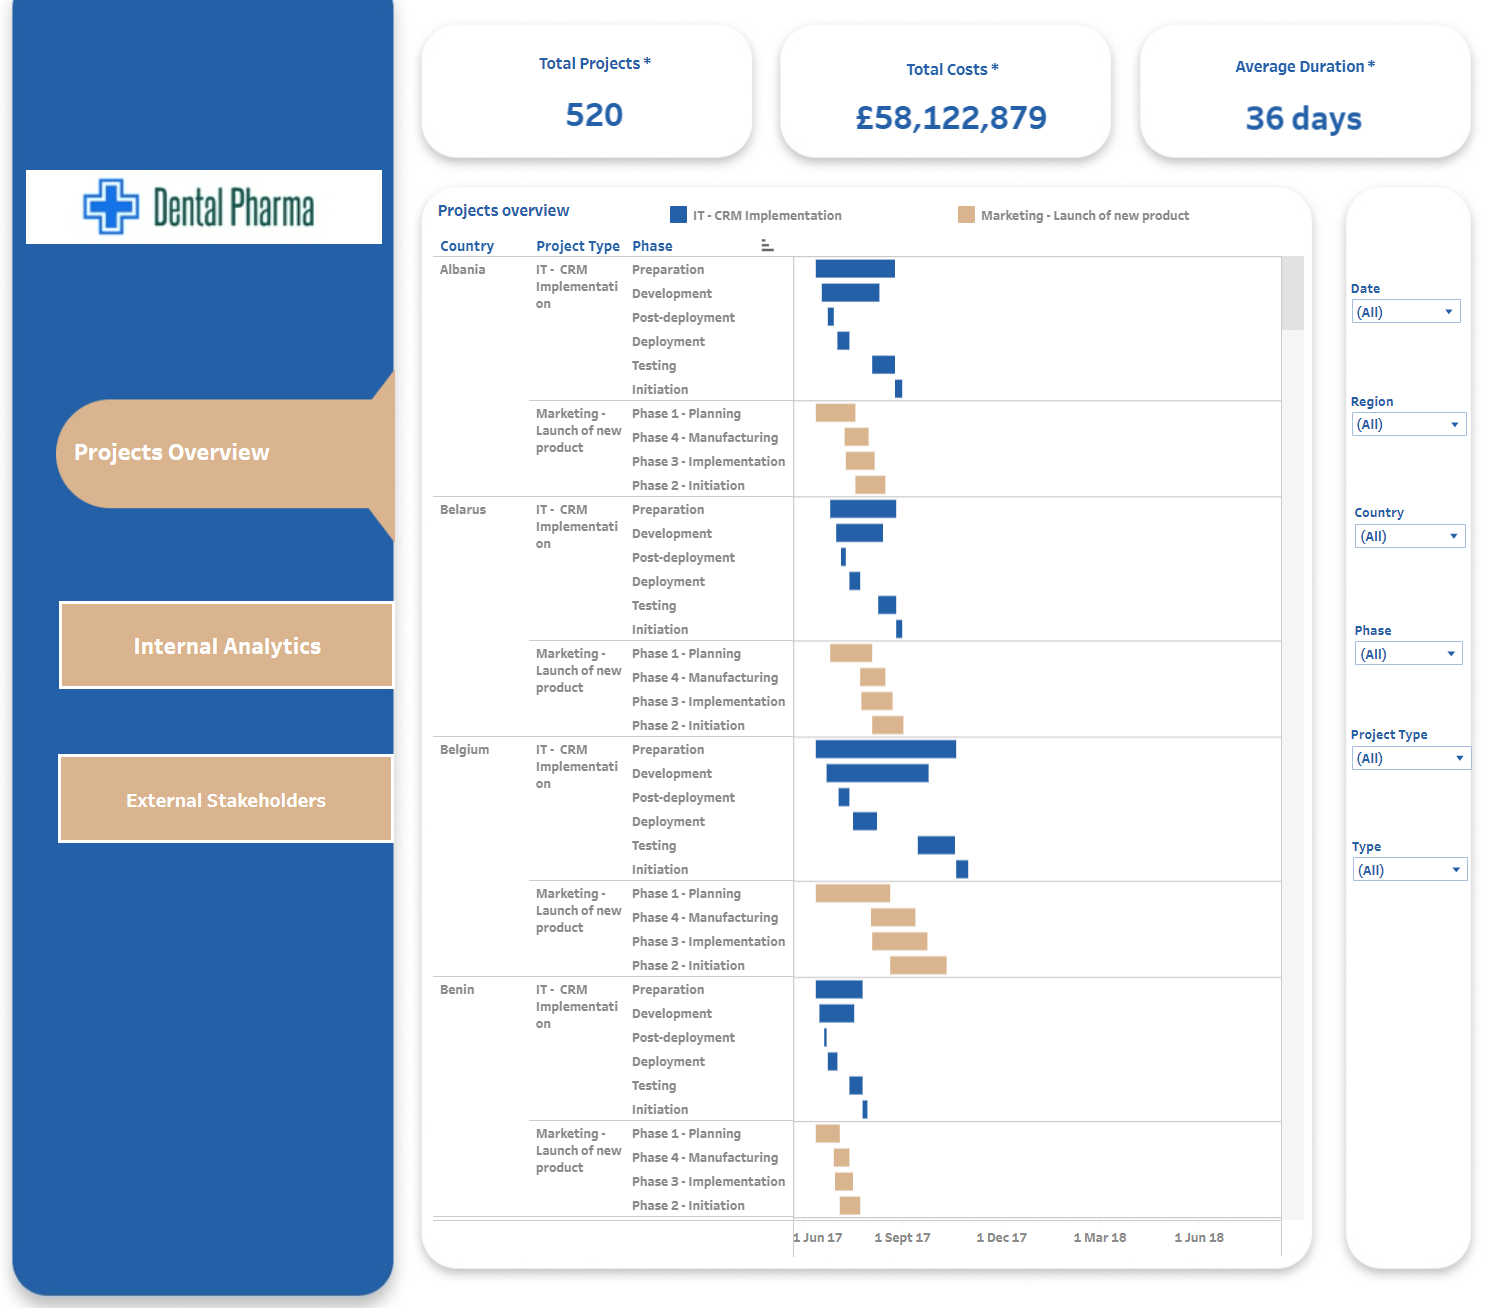 Dental Pharma
Projects Overview
Internal Analytics
External Stakeholders
Total Projects *
520
Total Costs *
£58,122,879
Average Duration *
36 days
Projects overview
IT - CRM Implementation
Marketing - Launch of new product
Country Project Type Phase
Albania
IT - CRM
Implementati
on
Preparation
Development
Post-deployment
Deployment
Testing
Initiation
Marketing -
Launch of new
product
Phase 1 - Planning
Phase 4 - Manufacturing
Phase 3 - Implementation
Phase 2 - Initiation
Belarus
IT - CRM
Implementati
on
Preparation
Development
Post-deployment
Deployment
Testing
Initiation
Marketing -
Launch of new
product
Phase 1 - Planning
Phase 4 - Manufacturing
Phase 3 - Implementation
Phase 2 - Initiation
Belgium
IT - CRM
Implementati
on
Preparation
Development
Post-deployment
Deployment
Testing
Initiation
Marketing -
Launch of new
product
Phase 1 - Planning
Phase 4 - Manufacturing
Phase 3 - Implementation
Phase 2 - Initiation
Benin
IT - CRM
Implementati
on
Preparation
Development
Post-deployment
Deployment
Testing
Initiation
Marketing -
Launch of new
product
Phase 1 - Planning
Phase 4 - Manufacturing
Phase 3 - Implementation
Phase 2 - Initiation
1 Jun 17 1 Sept 17 1 Dec 17 1 Mar 18 1 Jun 18
Date
(All)
Region
(All)
Country
(All)
Phase
(All)
Project Type
(All)
Type
(All)